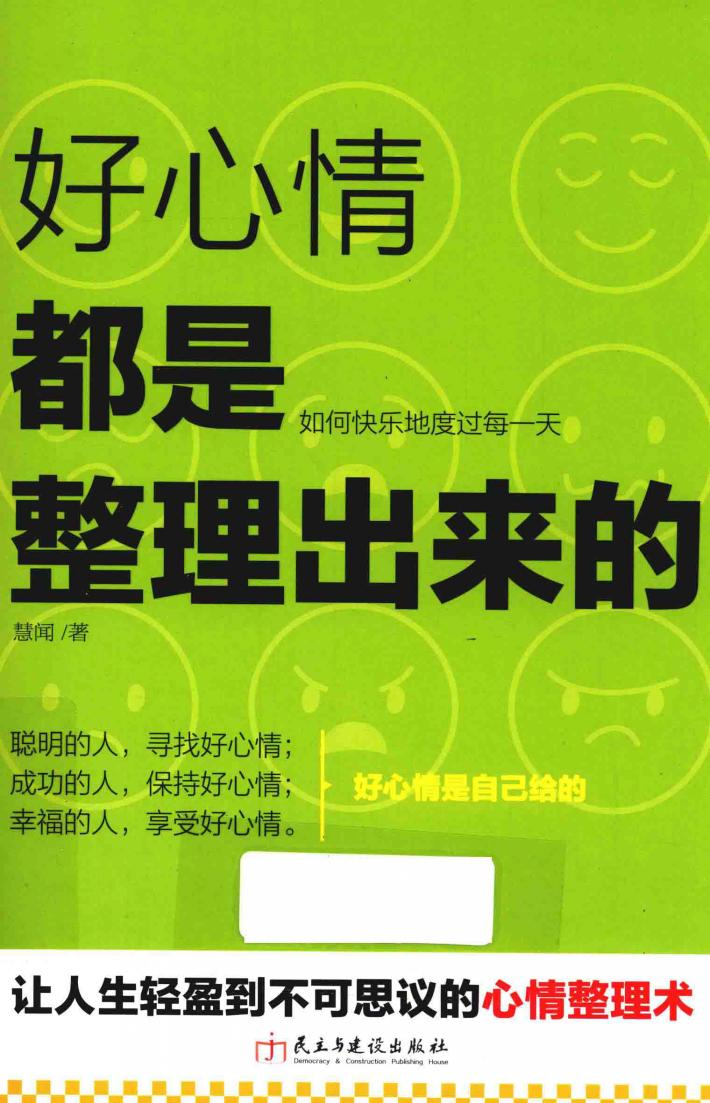 好心情
都是
如何快乐地度过每一天
整理出来的
慧闻 /著
聪明的人，寻找好心情；
成功的人，保持好心情；
幸福的人，享受好心情。
好心情是自己给的
让人生轻盈到不可思议的心情整理术
民主与建设出版社
Democracy & Construction Publishing House